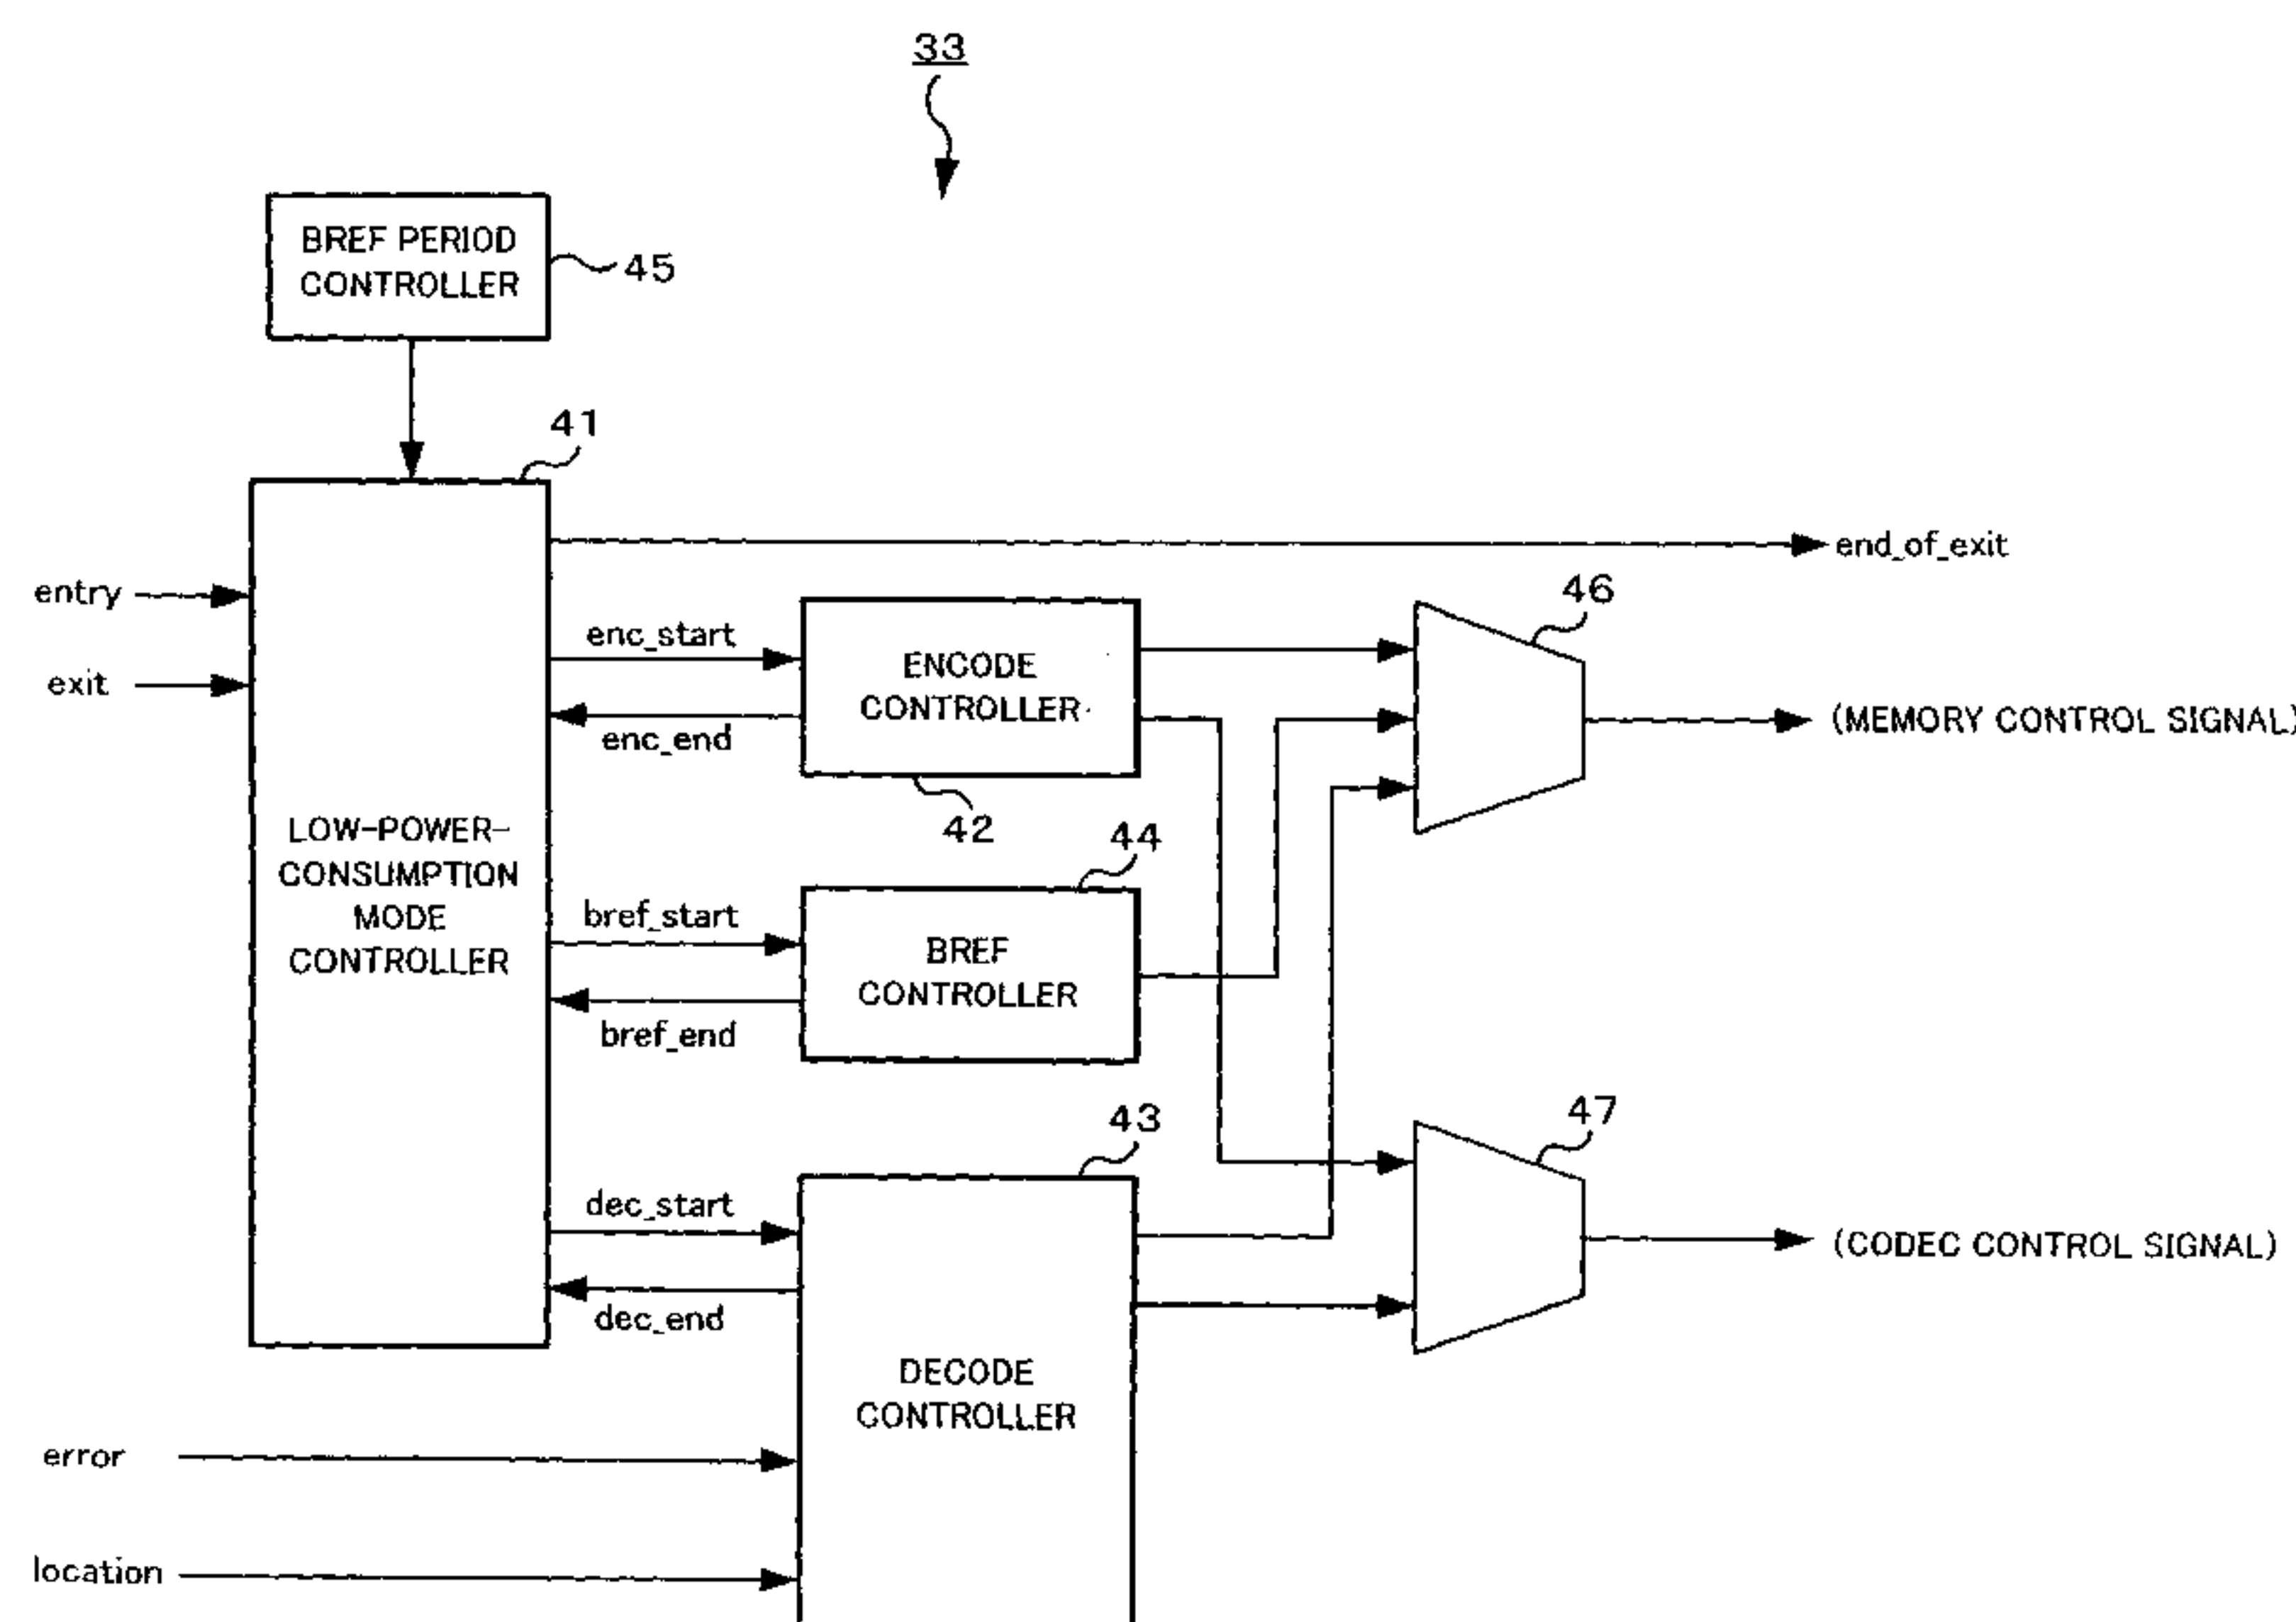 33
BREF PERIOD
CONTROLLER
45
41
end_of_exit
entry
46
enc_start
ENCODE
CONTROLLER
exit
(MEMORY CONTROL SIGNAL)
enc_end
42
LOW-POWER-
CONSUMPTION
MODE
CONTROLLER
44
bref_start
BREF
CONTROLLER
bref_end
43
47
dec_start
(CODEC CONTROL SIGNAL)
dec_end
DECODE
CONTROLLER
error
location